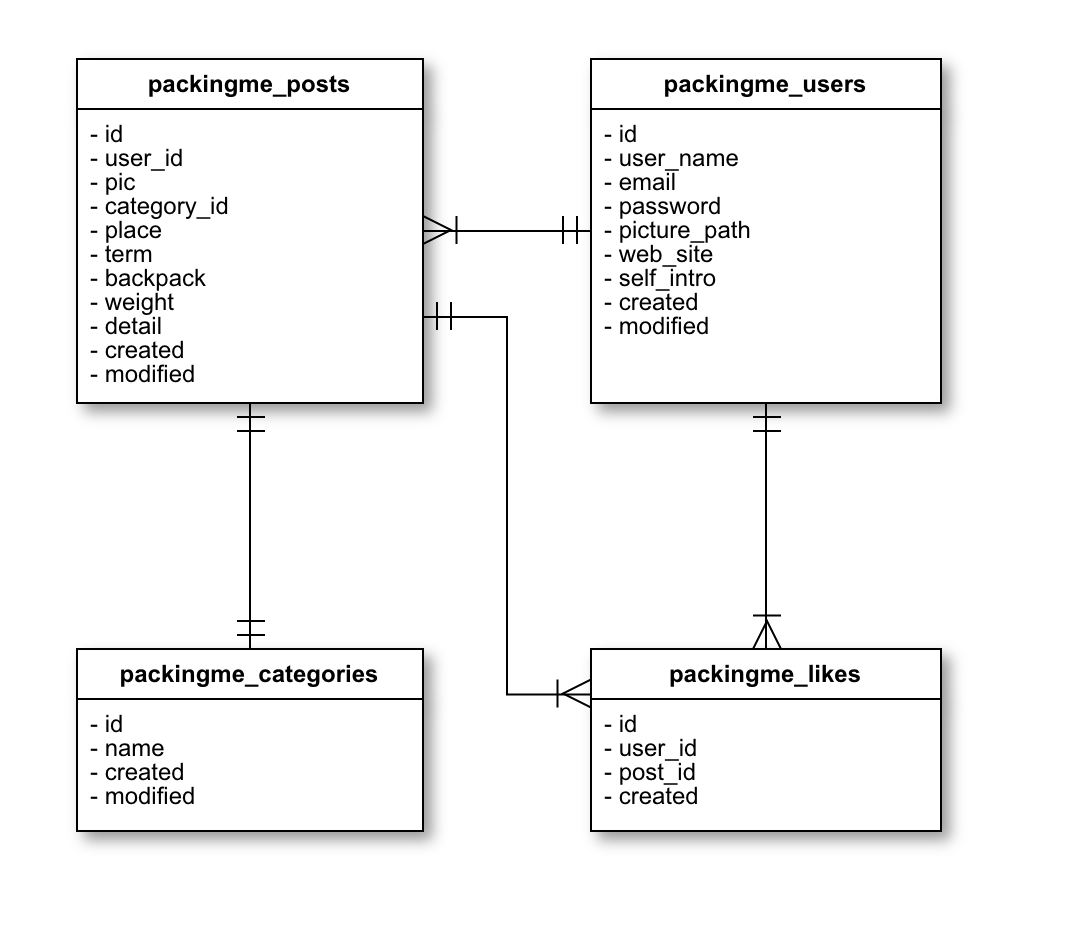 packingme_posts
- id
- user_id
- pic
- category_id
- place
- term
- backpack
- weight
- detail
- created
- modified
packingme_users
- id
- user_name
- email
- password
- picture_path
- web_site
- self_intro
- created
- modified
packingme_categories
- id
- name
- created
- modified
packingme_likes
- id
- user_id
- post_id
- created